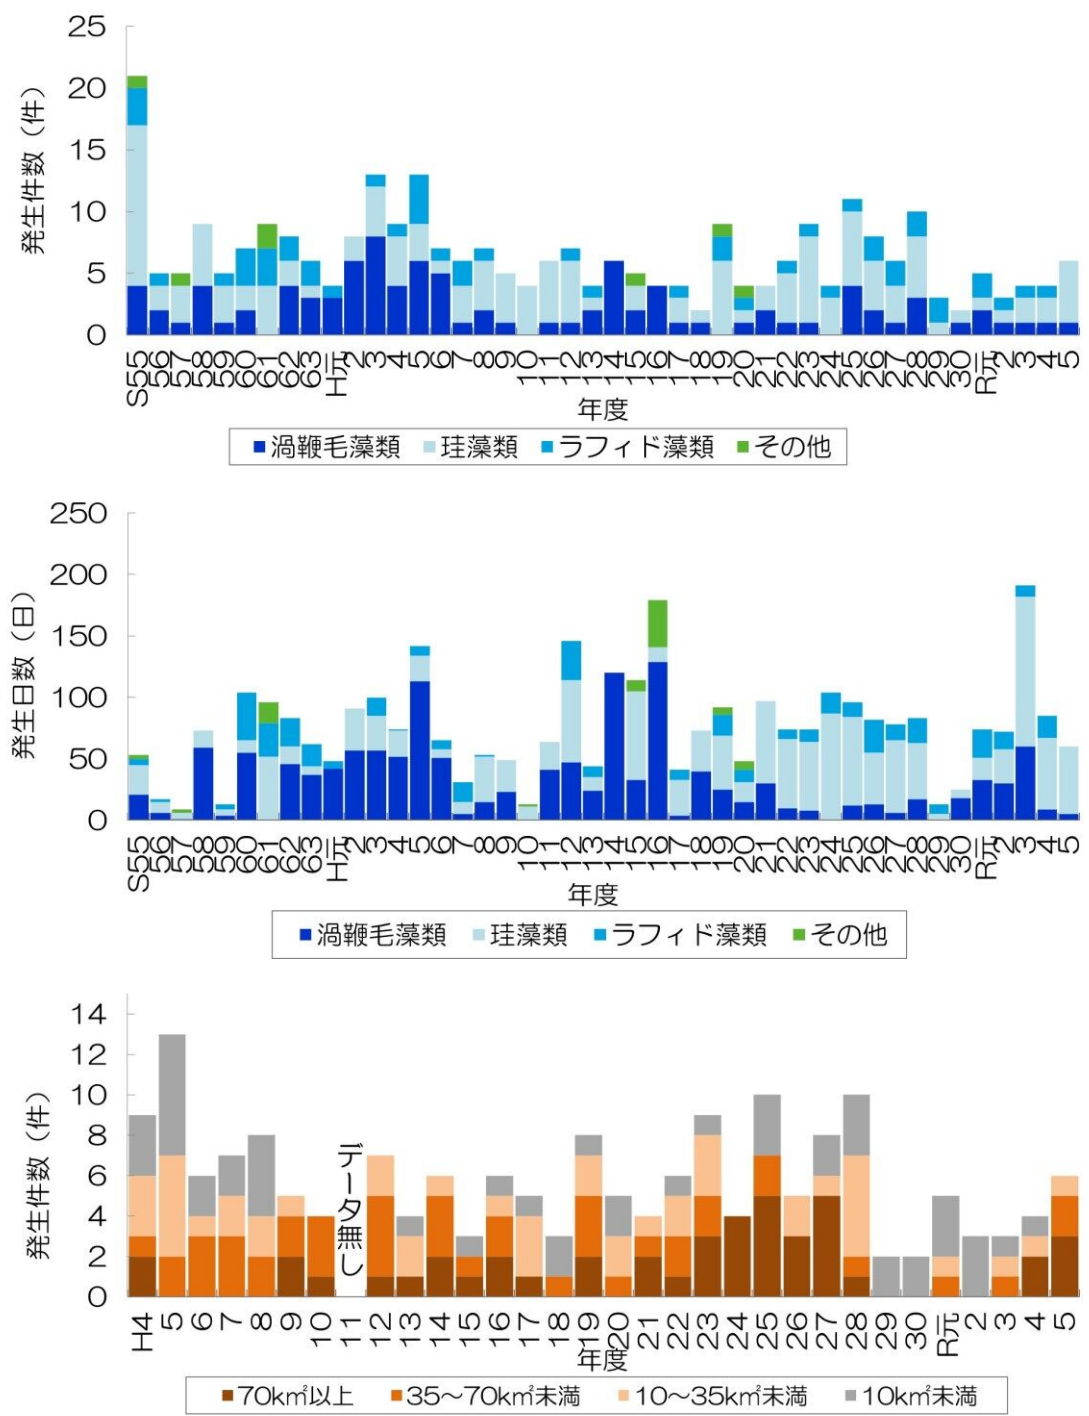 発生件数（件）
25
20
15
10
5
0
S55 56 57 58 59 60 61 62 63 H元 2 3 4 5 6 7 8 9 10 11 12 13 14 15 16 17 18 19 20 21 22 23 24 25 26 27 28 29 30 R元 2 3 4 5
年度
■渦鞭毛藻類 ■珪藻類 ■ラフィド藻類 ■その他
発生日数（日）
250
200
150
100
50
0
S55 56 57 58 59 60 61 62 63 H元 2 3 4 5 6 7 8 9 10 11 12 13 14 15 16 17 18 19 20 21 22 23 24 25 26 27 28 29 30 R元 2 3 4 5
年度
■渦鞭毛藻類 ■珪藻類 ■ラフィド藻類 ■その他
発生件数（件）
14
12
10
8
6
4
2
0
データ無し
H4 5 6 7 8 9 10 11 12 13 14 15 16 17 18 19 20 21 22 23 24 25 26 27 28 29 30 R元 2 3 4 5
年度
■70k㎡以上 ■35～70k㎡未満 ■10～35k㎡未満 ■10k㎡未満